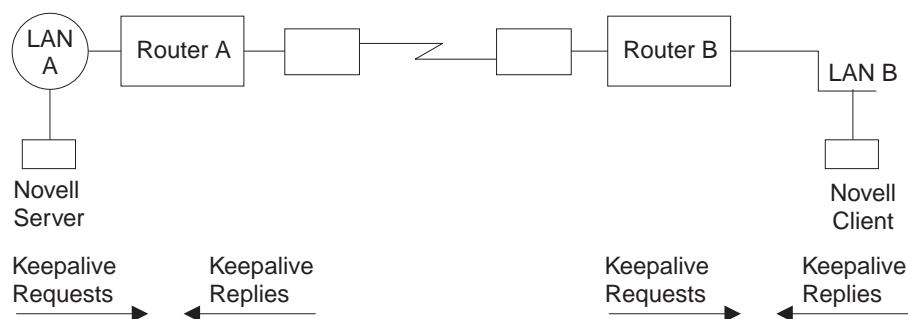 LAN
A
Router A
Router B
LAN B
Novell
Server
Novell
Client
Keepalive
Requests
Keepalive
Replies
Keepalive
Requests
Keepalive
Replies